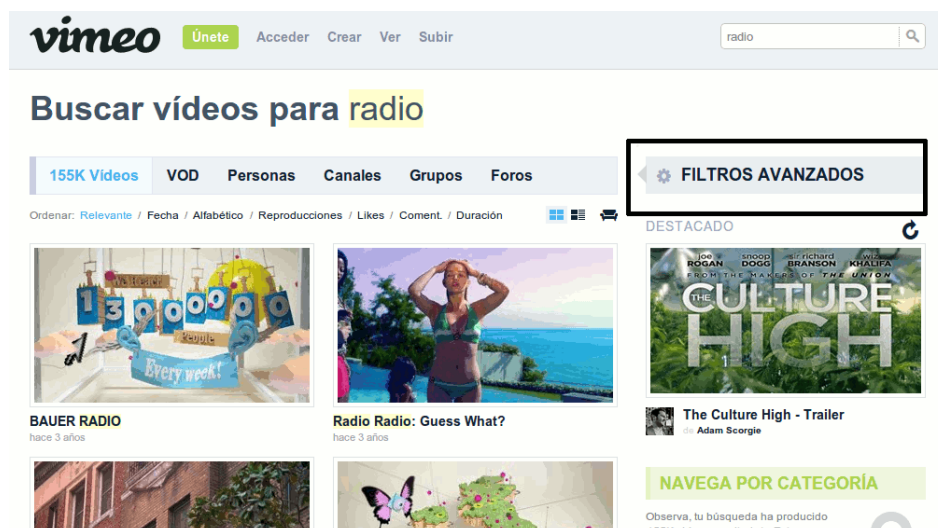 vimeo
Únete Acceder Crear Ver Subir
radio
Buscar vídeos para radio
155K Vídeos VOD Personas Canales Grupos Foros
FILTROS AVANZADOS
Ordenar: Relevante / Fecha / Alfabético / Reproducciones / Likes / Coment. / Duración
DESTACADO
We Reach
13000000
People
Every week!
joe ROGAN snoop DOGG sir richard BRANSON wiz KHALIFA
FROM THE MAKERS OF THE UNION
THE CULTURE HIGH
BAUER RADIO
hace 3 años
Radio Radio: Guess What?
hace 3 años
The Culture High - Trailer
de Adam Scorgie
NAVEGA POR CATEGORÍA
Observa, tu búsqueda ha producido